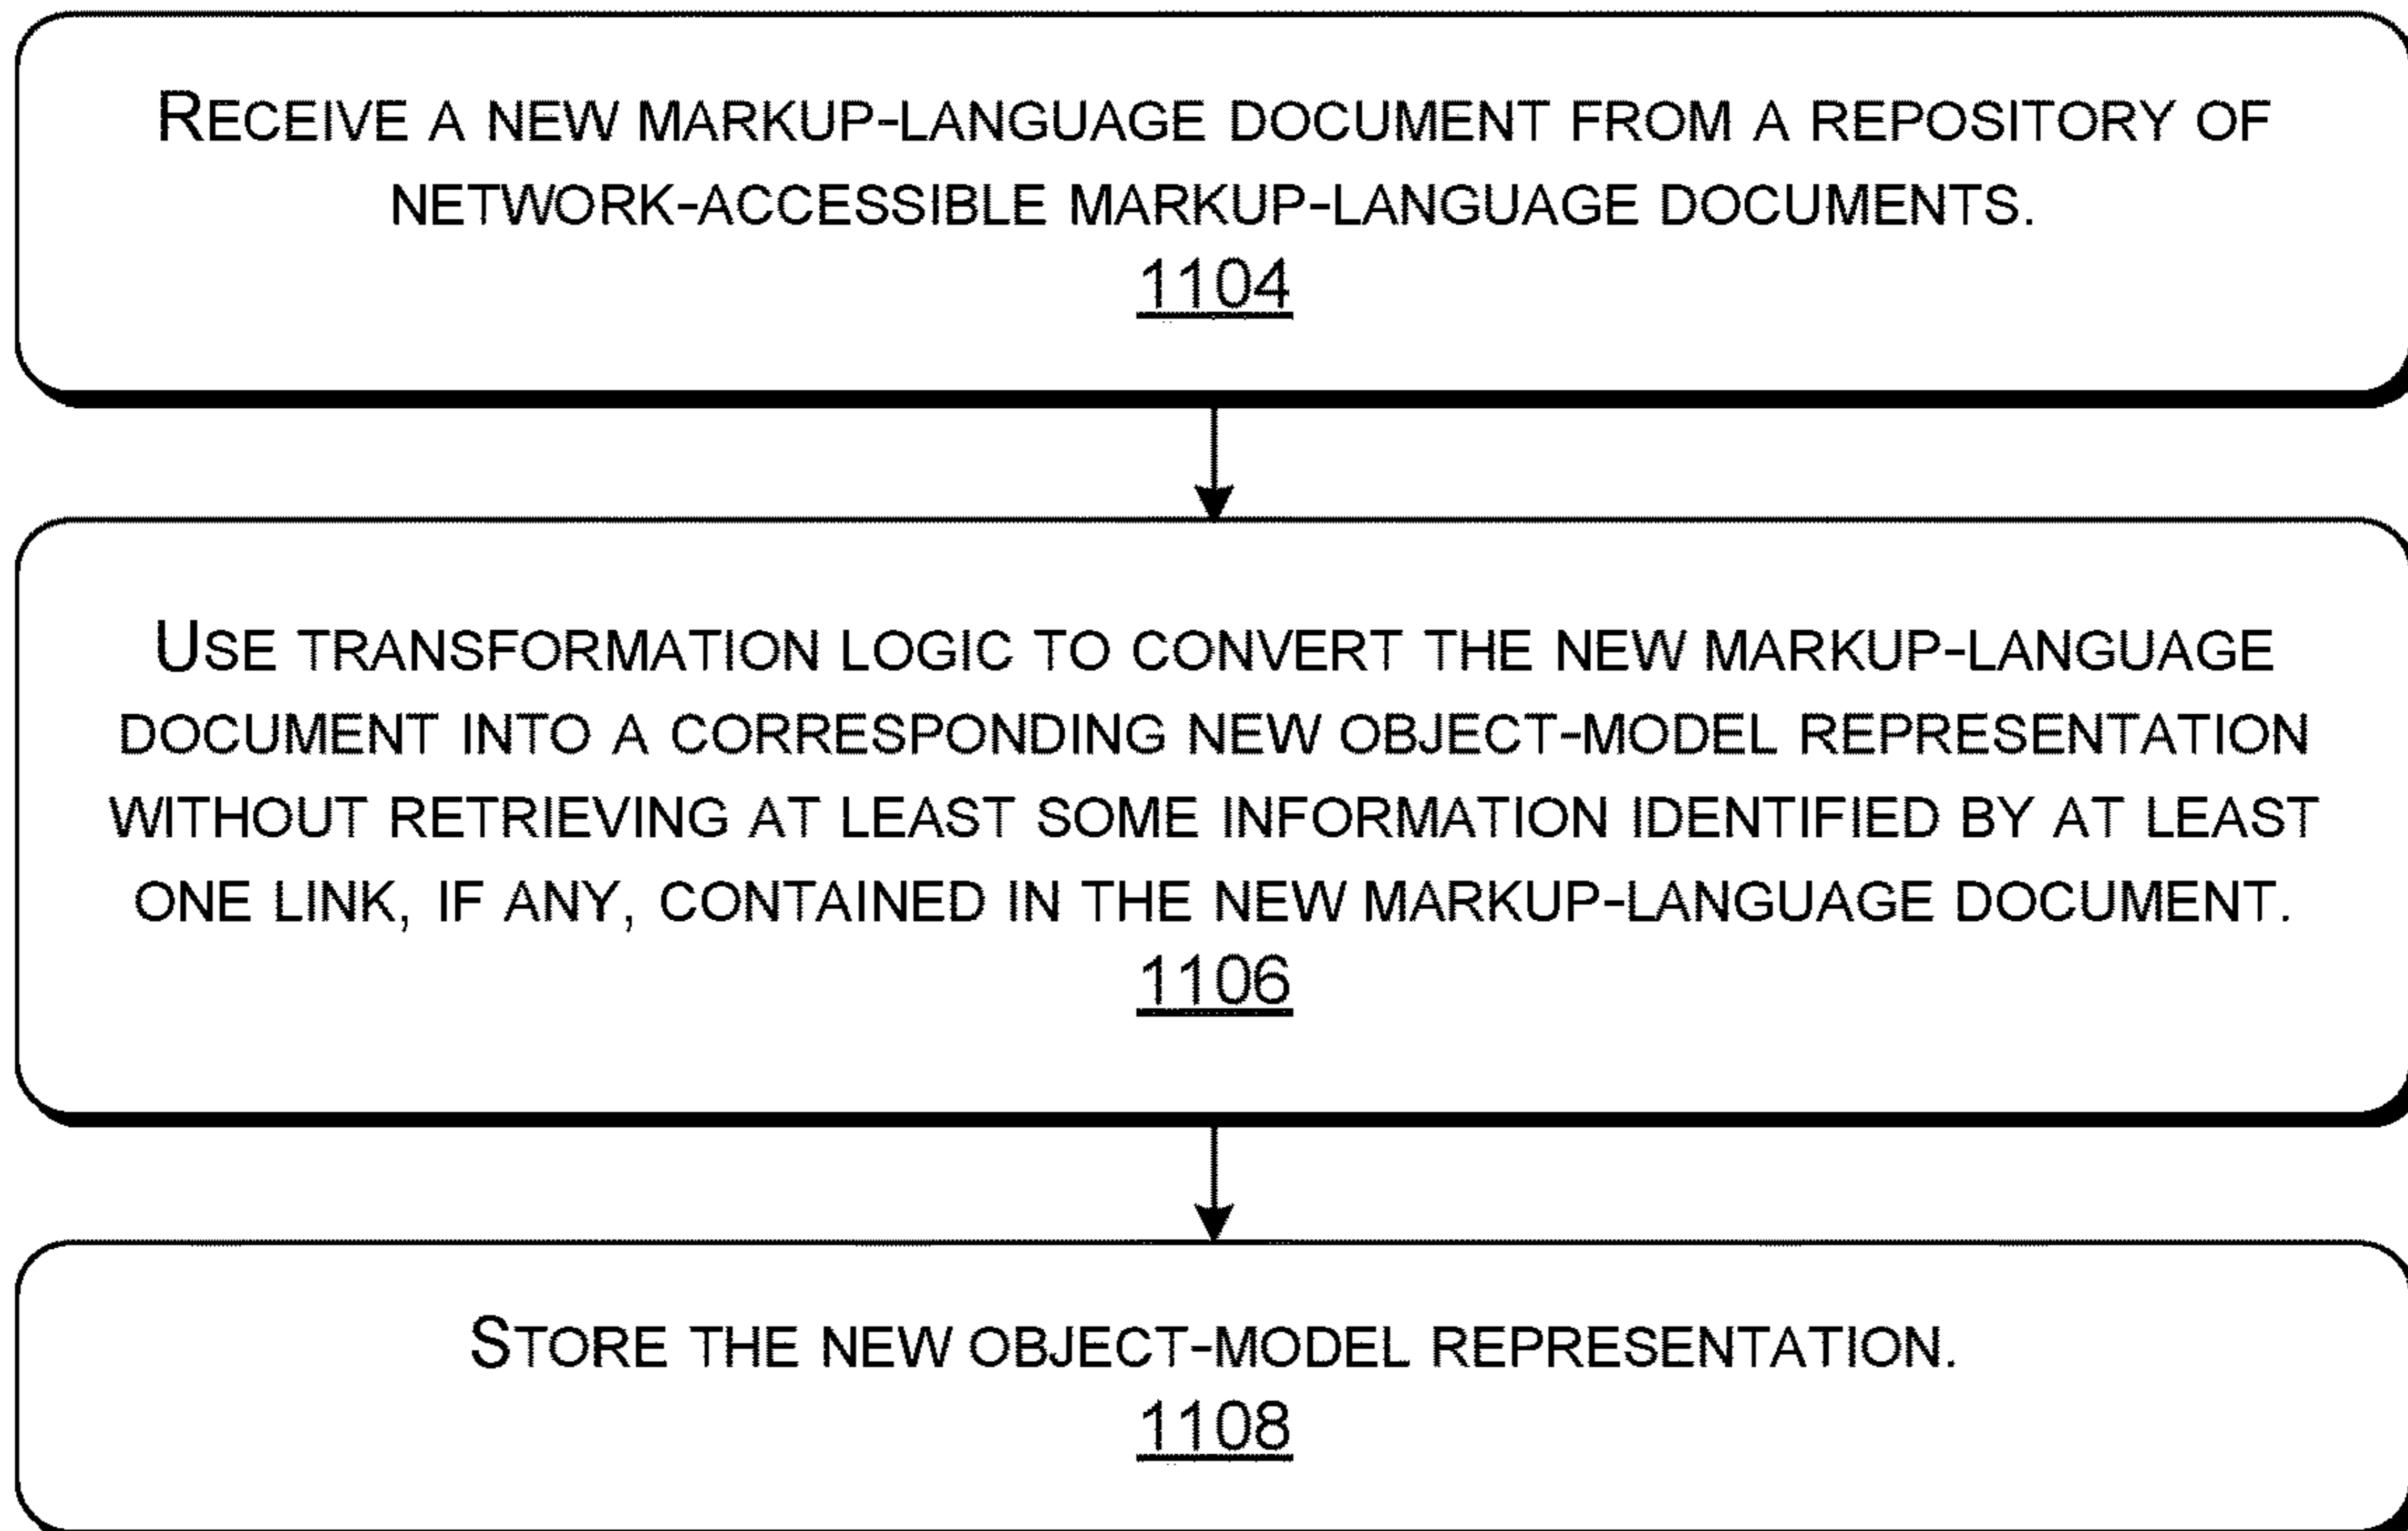 RECEIVE A NEW MARKUP-LANGUAGE DOCUMENT FROM A REPOSITORY OF
NETWORK-ACCESSIBLE MARKUP-LANGUAGE DOCUMENTS.
1104
USE TRANSFORMATION LOGIC TO CONVERT THE NEW MARKUP-LANGUAGE
DOCUMENT INTO A CORRESPONDING NEW OBJECT-MODEL REPRESENTATION
WITHOUT RETRIEVING AT LEAST SOME INFORMATION IDENTIFIED BY AT LEAST
ONE LINK, IF ANY, CONTAINED IN THE NEW MARKUP-LANGUAGE DOCUMENT.
1106
STORE THE NEW OBJECT-MODEL REPRESENTATION.
1108